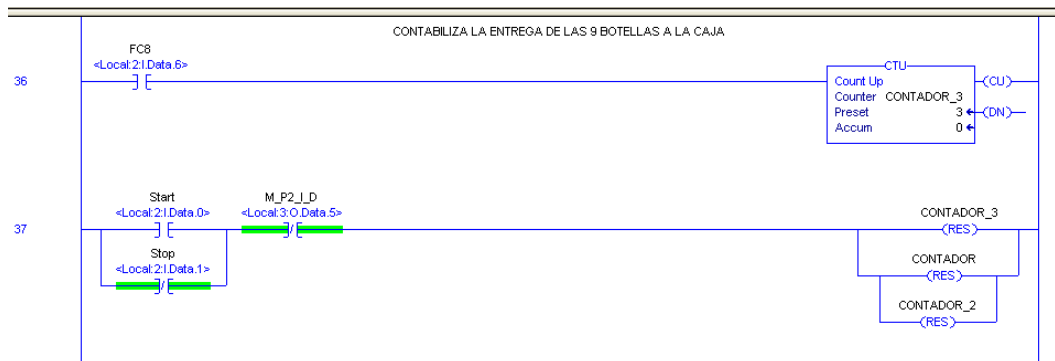 CONTABILIZA LA ENTREGA DE LAS 9 BOTELLAS A LA CAJA
FC8
<Local:2:I.Data.6>
36
CTU
Count Up
(CU)
Counter CONTADOR_3
Preset 3
(DN)
Accum 0
Start
<Local:2:I.Data.0>
M_P2_I_D
<Local:3:O.Data.5>
CONTADOR_3
37
(RES)
Stop
<Local:2:I.Data.1>
CONTADOR
(RES)
CONTADOR_2
(RES)